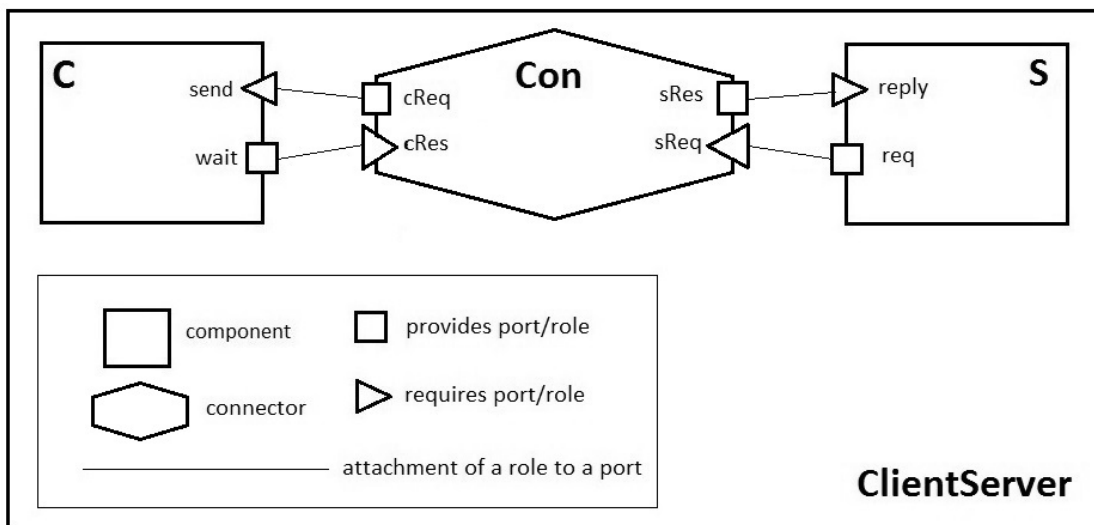 C
Con
S
send
cReq
sRes
reply
wait
cRes
sReq
req
component
provides port/role
connector
requires port/role
attachment of a role to a port
ClientServer